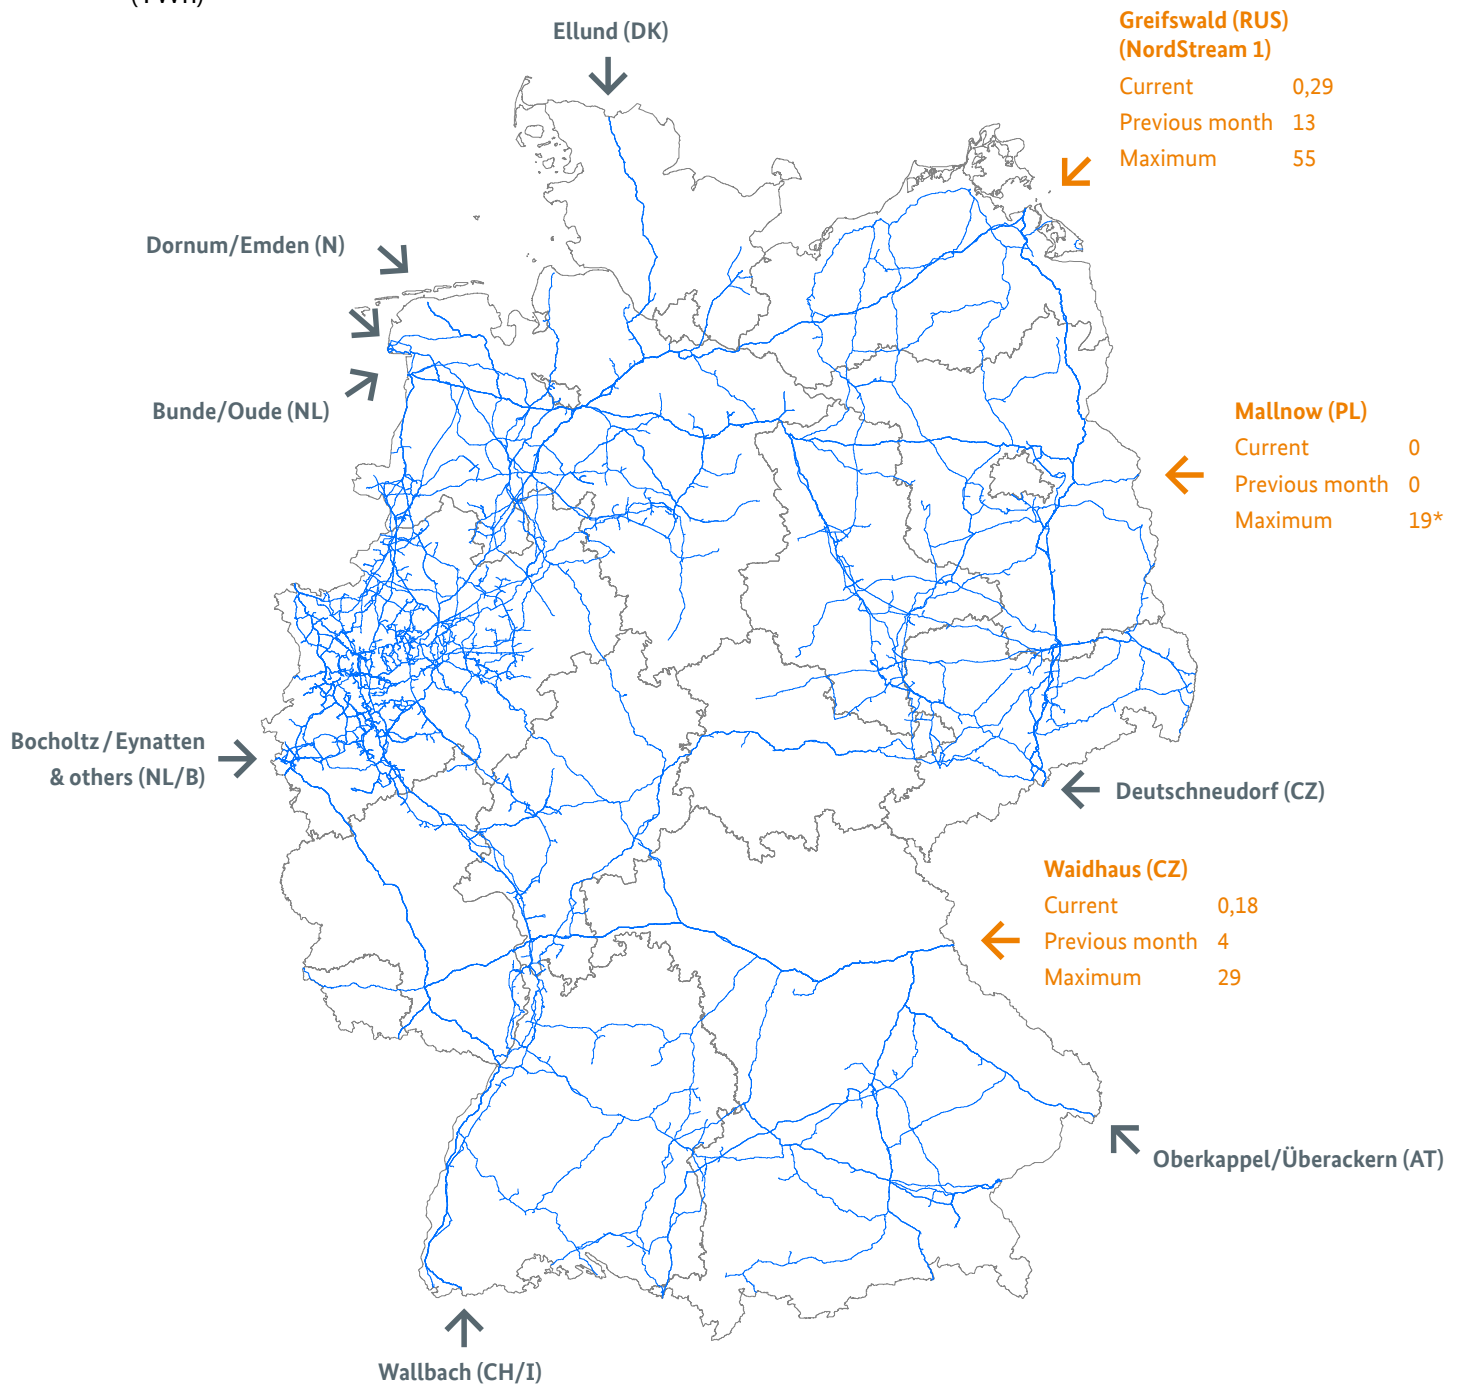 (TWh)
Ellund (DK)
Greifswald (RUS)
(NordStream 1)
Current 0,29
Previous month 13
Maximum 55
Dornum/Emden (N)
Bunde/Oude (NL)
Mallnow (PL)
Current 0
Previous month 0
Maximum 19*
Bocholtz / Eynatten
& others (NL/B)
Deutschneudorf (CZ)
Waidhaus (CZ)
Current 0,18
Previous month 4
Maximum 29
Oberkappel/Überackern (AT)
Wallbach (CH/I)